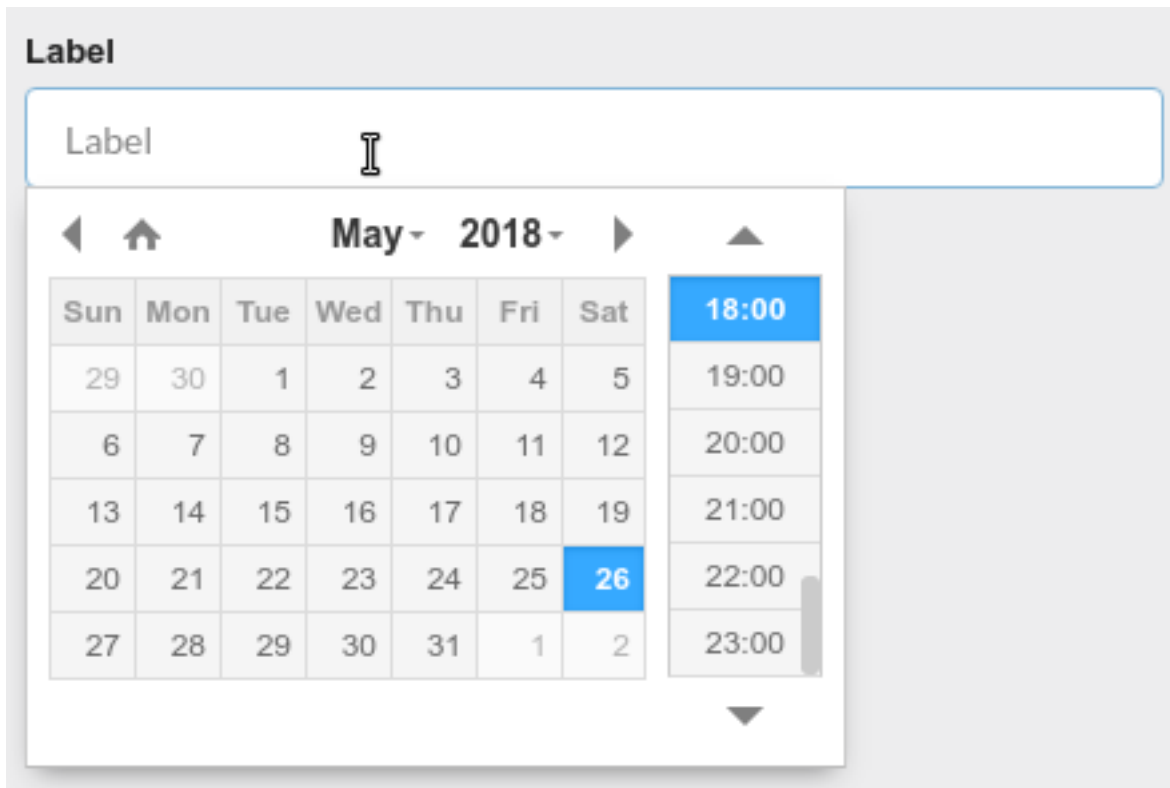 Label
Label
May 2018
Sun Mon Tue Wed Thu Fri Sat 18:00
29 30 1 2 3 4 5 19:00
6 7 8 9 10 11 12 20:00
13 14 15 16 17 18 19 21:00
20 21 22 23 24 25 26 22:00
27 28 29 30 31 1 2 23:00